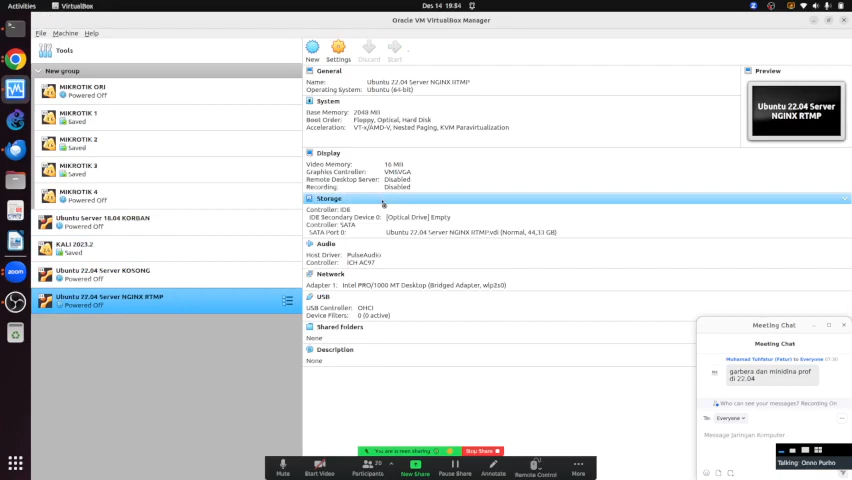 Activities
VirtualBox
Des 14 19:54
Oracle VM VirtualBox Manager
File Machine Help
Tools
New group
MIKROTIK ORI
Powered Off
MIKROTIK 1
Saved
MIKROTIK 2
Saved
MIKROTIK 3
Saved
MIKROTIK 4
Saved
Ubuntu Server 18.04 KORBAN
Powered Off
KALI 2023.2
Saved
Ubuntu 22.04 Server KOSONG
Powered Off
Ubuntu 22.04 Server NGINX RTMP
Powered Off
New Settings Discard Start
General
Name: Ubuntu 22.04 Server NGINX RTMP
Operating System: Ubuntu (64-bit)
System
Base Memory: 2048 MB
Boot Order: Floppy, Optical, Hard Disk
Acceleration: VT-x/AMD-V, Nested Paging, KVM Paravirtualization
Display
Video Memory: 16 MB
Graphics Controller: VMSVGA
Remote Desktop Server: Disabled
Recording: Disabled
Storage
Controller: IDE
IDE Secondary Device 0: [Optical Drive] Empty
Controller: SATA
SATA Port 0: Ubuntu 22.04 Server NGINX RTMP.vdi (Normal, 44,33 GB)
Audio
Host Driver: PulseAudio
Controller: ICH AC97
Network
Adapter 1: Intel PRO/1000 MT Desktop (Bridged Adapter, wlp2s0)
USB
USB Controller: OHCI
Device Filters: 0 (0 active)
Shared Folders
None
Description
None
Preview
Ubuntu 22.04 Server
NGINX RTMP
Meeting Chat
Meeting Chat
Muhamad Tuhfatur (Fatur) to Everyone 07:30
garbera dan minidina prof
di 22.04
Who can see your messages? Recording On
To: Everyone
Message Jaringan Komputer
Talking: Onno Purbo
You are screen sharing
Stop Share
Mute
Start Video
Participants
20
New Share
Pause Share
Annotate
Remote Control
More
zoom